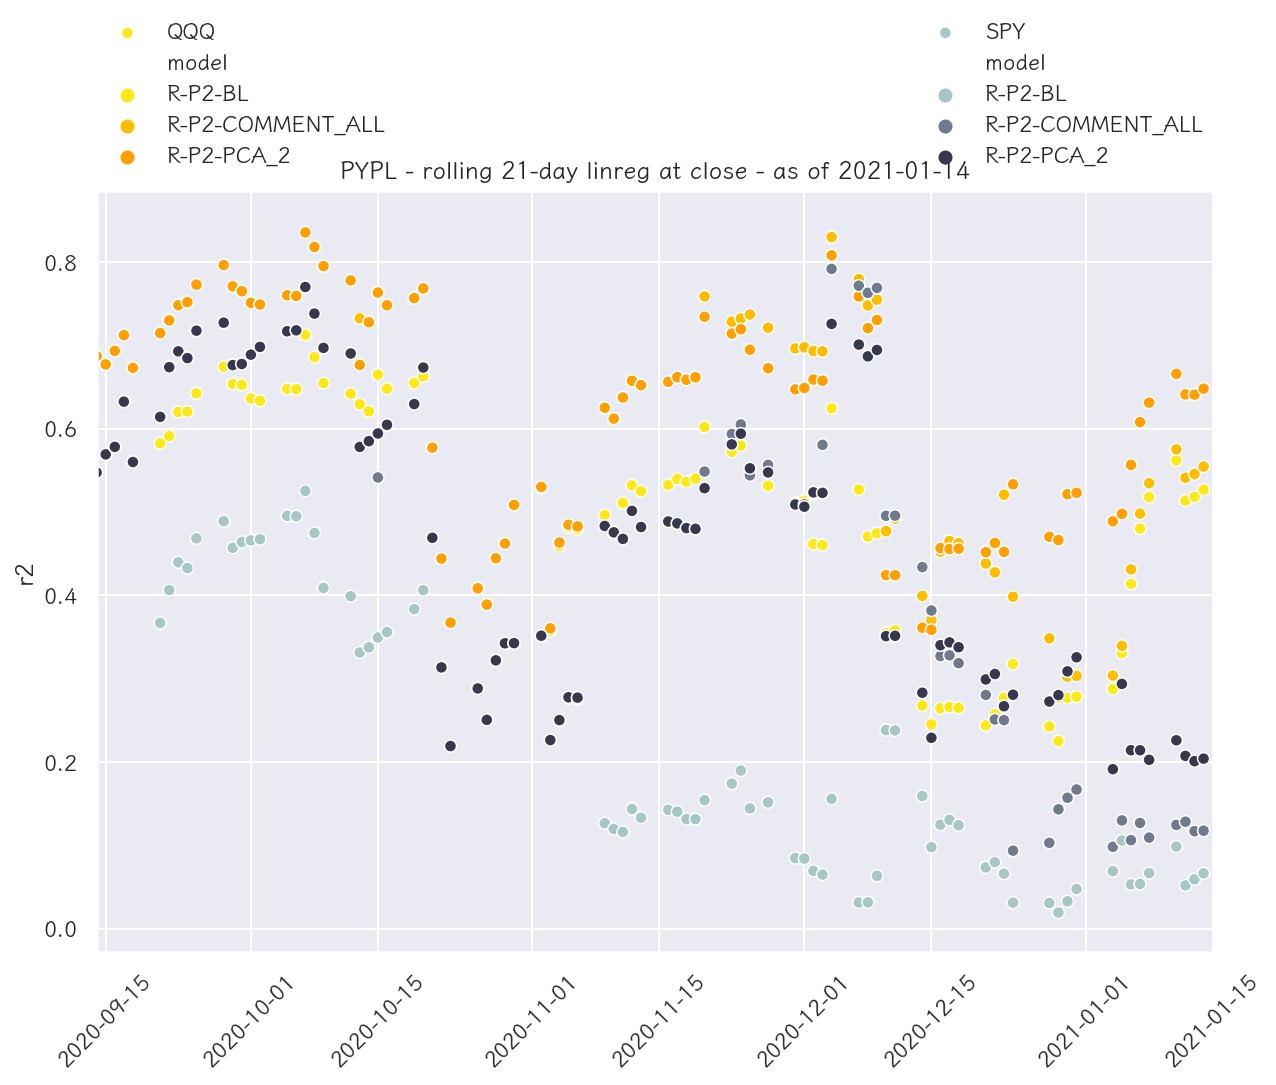 QQQ
model
R-P2-BL
R-P2-COMMENT_ALL
R-P2-PCA_2
SPY
model
R-P2-BL
R-P2-COMMENT_ALL
R-P2-PCA_2
PYPL - rolling 21-day linreg at close - as of 2021-01-14
r2
0.8
0.6
0.4
0.2
0.0
2020-09-15
2020-10-01
2020-10-15
2020-11-01
2020-11-15
2020-12-01
2020-12-15
2021-01-01
2021-01-15